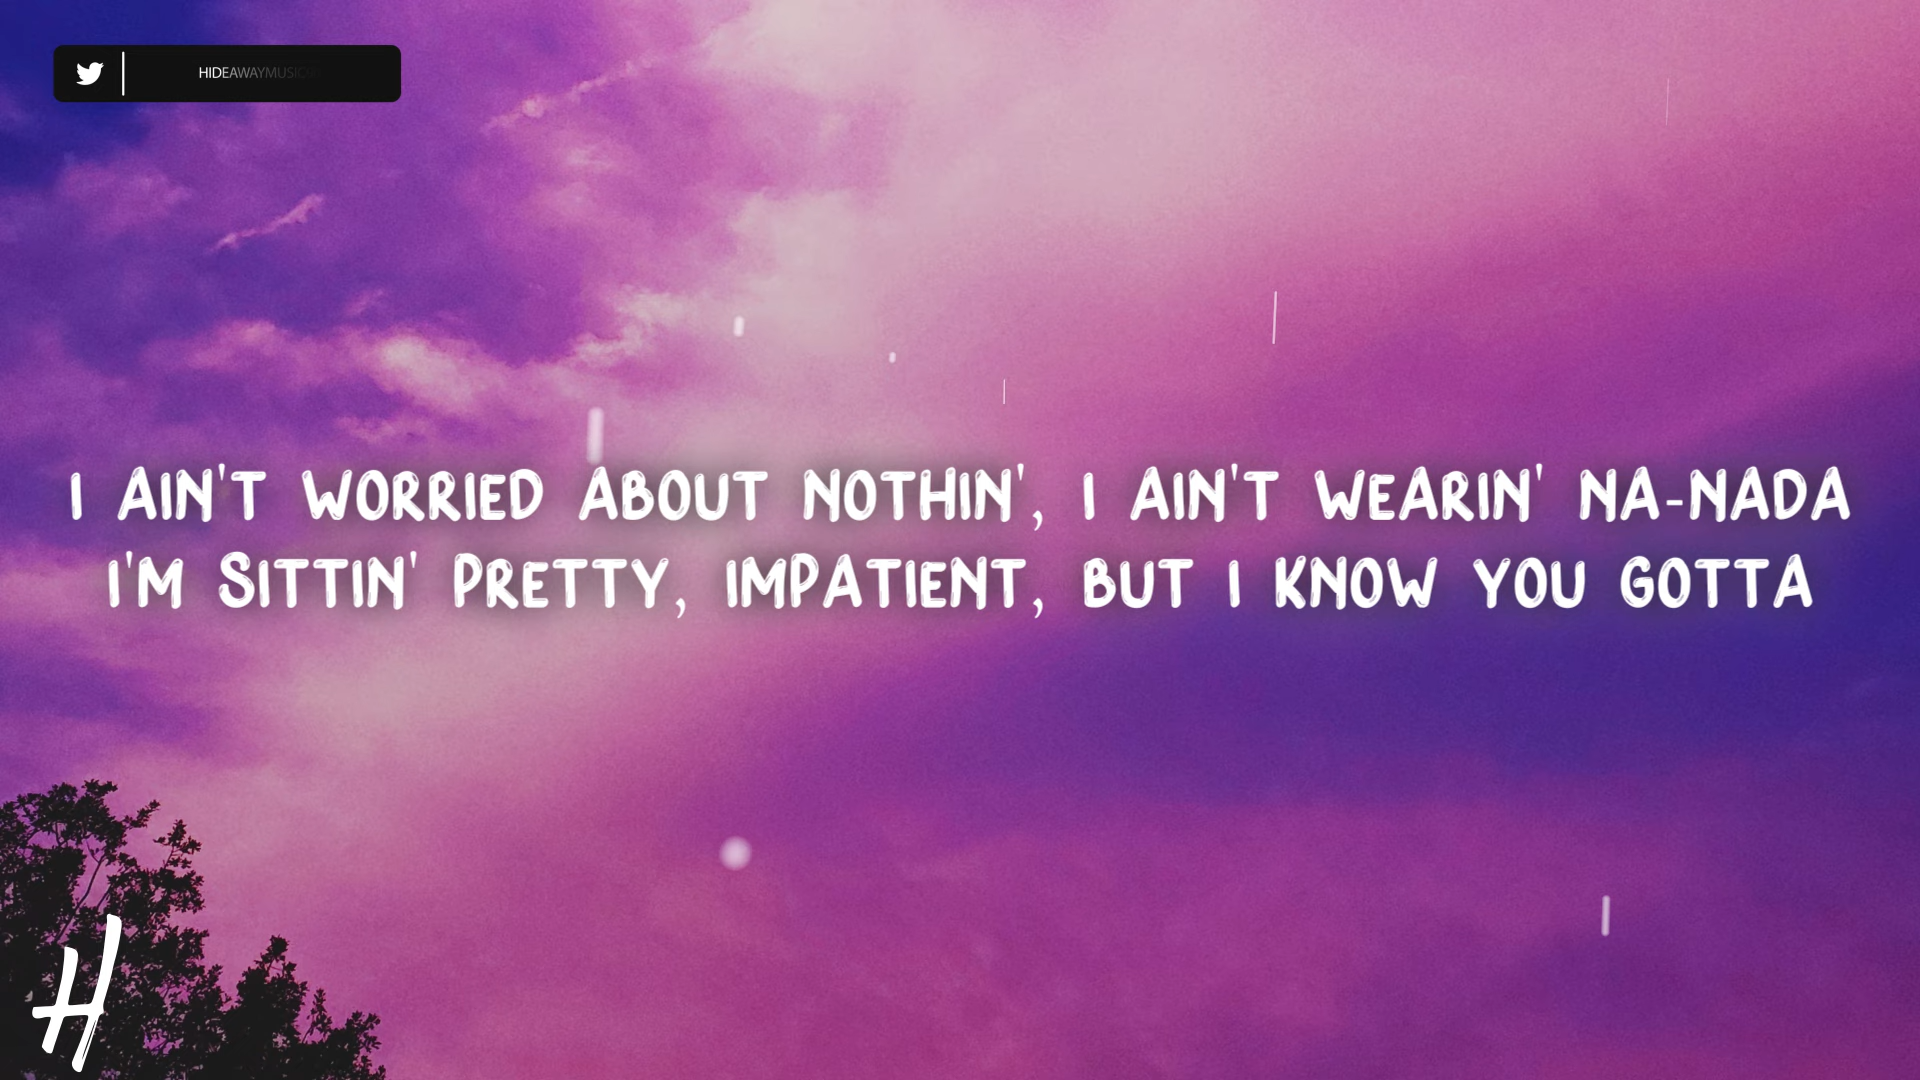 HIDEAWAYMUSIC
I AIN'T WORRIED ABOUT NOTHIN', I AIN'T WEARIN' NA-NADA
I'M SITTIN' PRETTY, IMPATIENT, BUT I KNOW YOU GOTTA
H